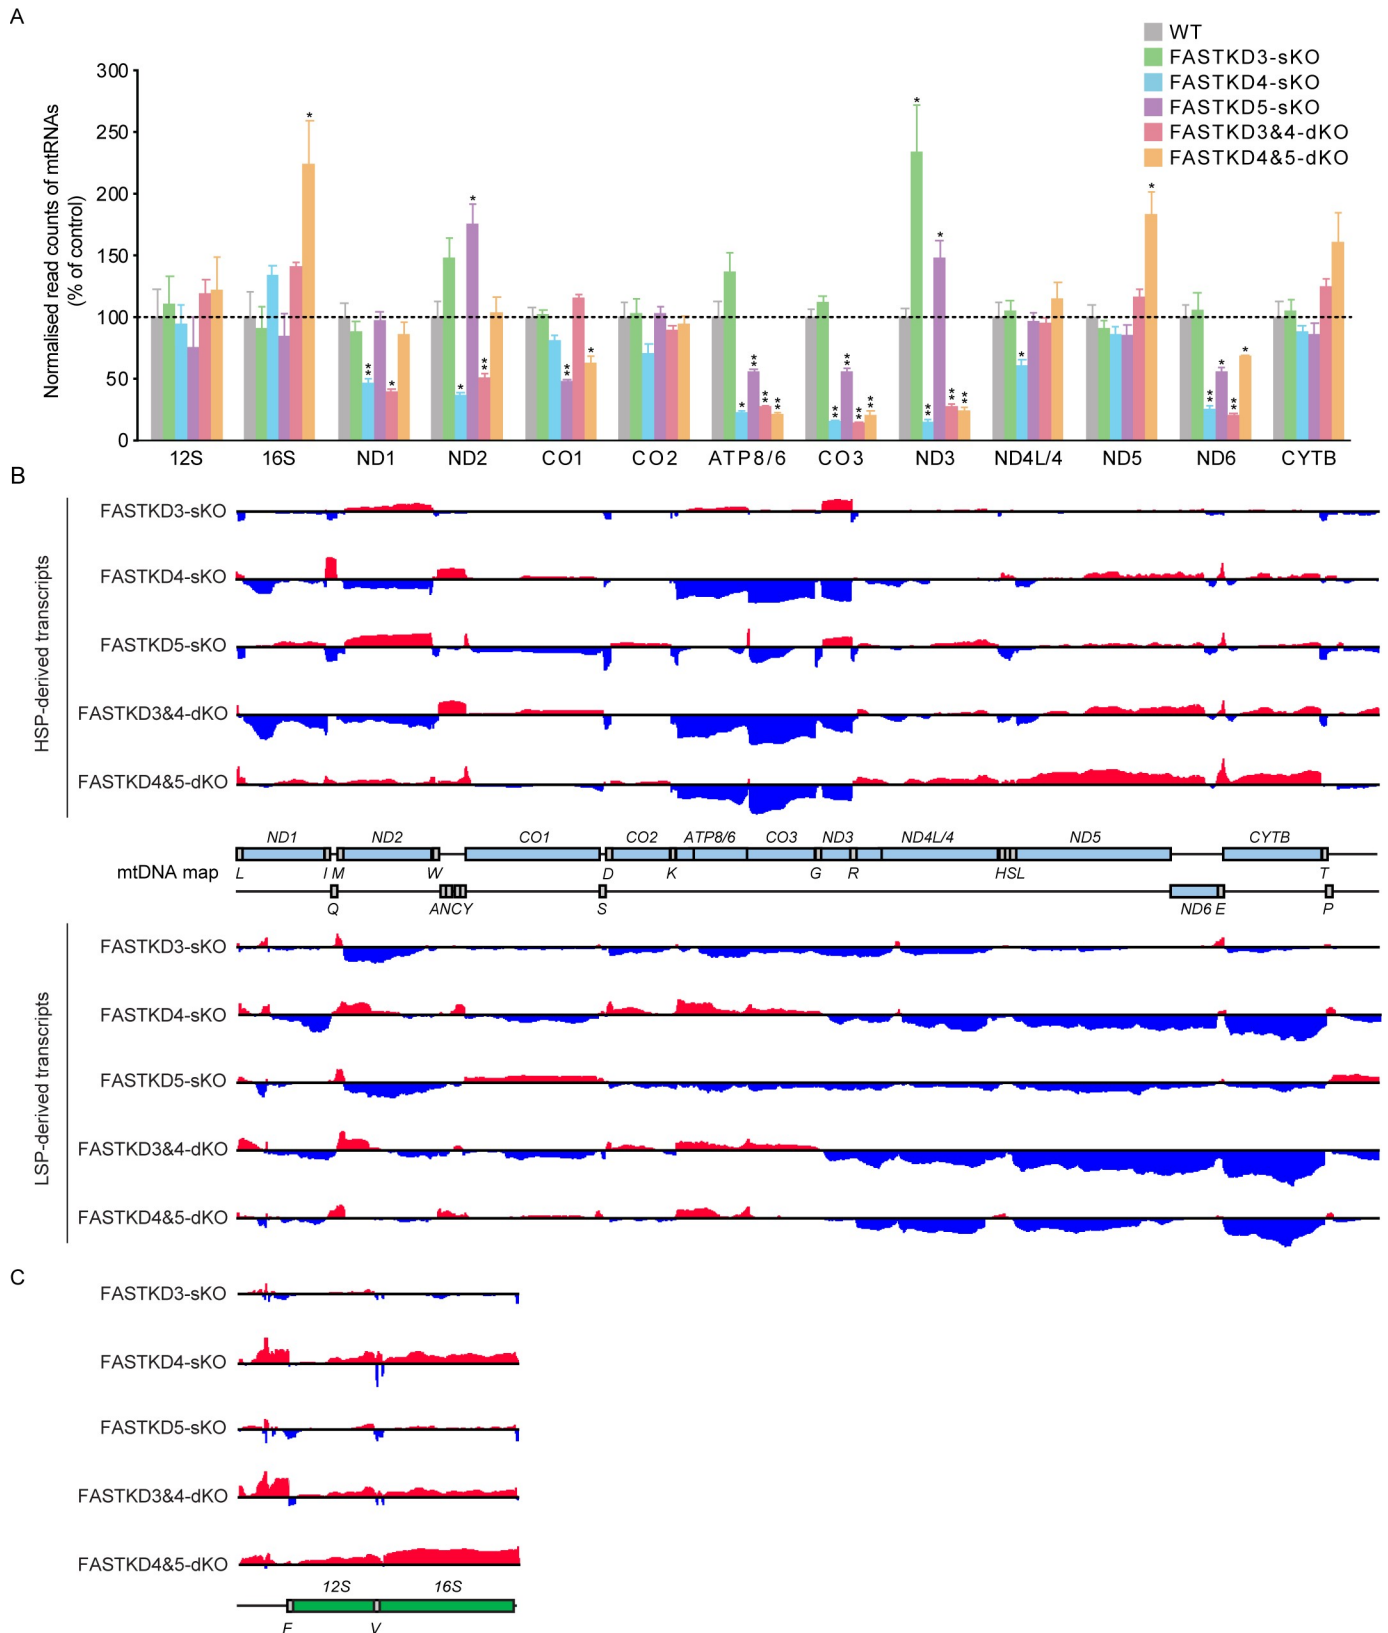 A
WT
FASTKD3-sKO
FASTKD4-sKO
FASTKD5-sKO
FASTKD3&4-dKO
FASTKD4&5-dKO
Normalised read counts of mtRNAs
(% of control)
300
250
200
150
100
50
0
* * ** * * * ** ** * * ** ** ** ** ** ** ** * * ** ** * * ** * ** *
12S 16S ND1 ND2 CO1 CO2 ATP8/6 CO3 ND3 ND4L/4 ND5 ND6 CYTB
B
HSP-derived transcripts
FASTKD3-sKO
FASTKD4-sKO
FASTKD5-sKO
FASTKD3&4-dKO
FASTKD4&5-dKO
ND1 ND2 CO1 CO2 ATP8/6 CO3 ND3 ND4L/4 ND5 CYTB
mtDNA map
L I M W D K G R HSL T
Q ANCY S ND6 E P
LSP-derived transcripts
FASTKD3-sKO
FASTKD4-sKO
FASTKD5-sKO
FASTKD3&4-dKO
FASTKD4&5-dKO
C
FASTKD3-sKO
FASTKD4-sKO
FASTKD5-sKO
FASTKD3&4-dKO
FASTKD4&5-dKO
12S 16S
F V